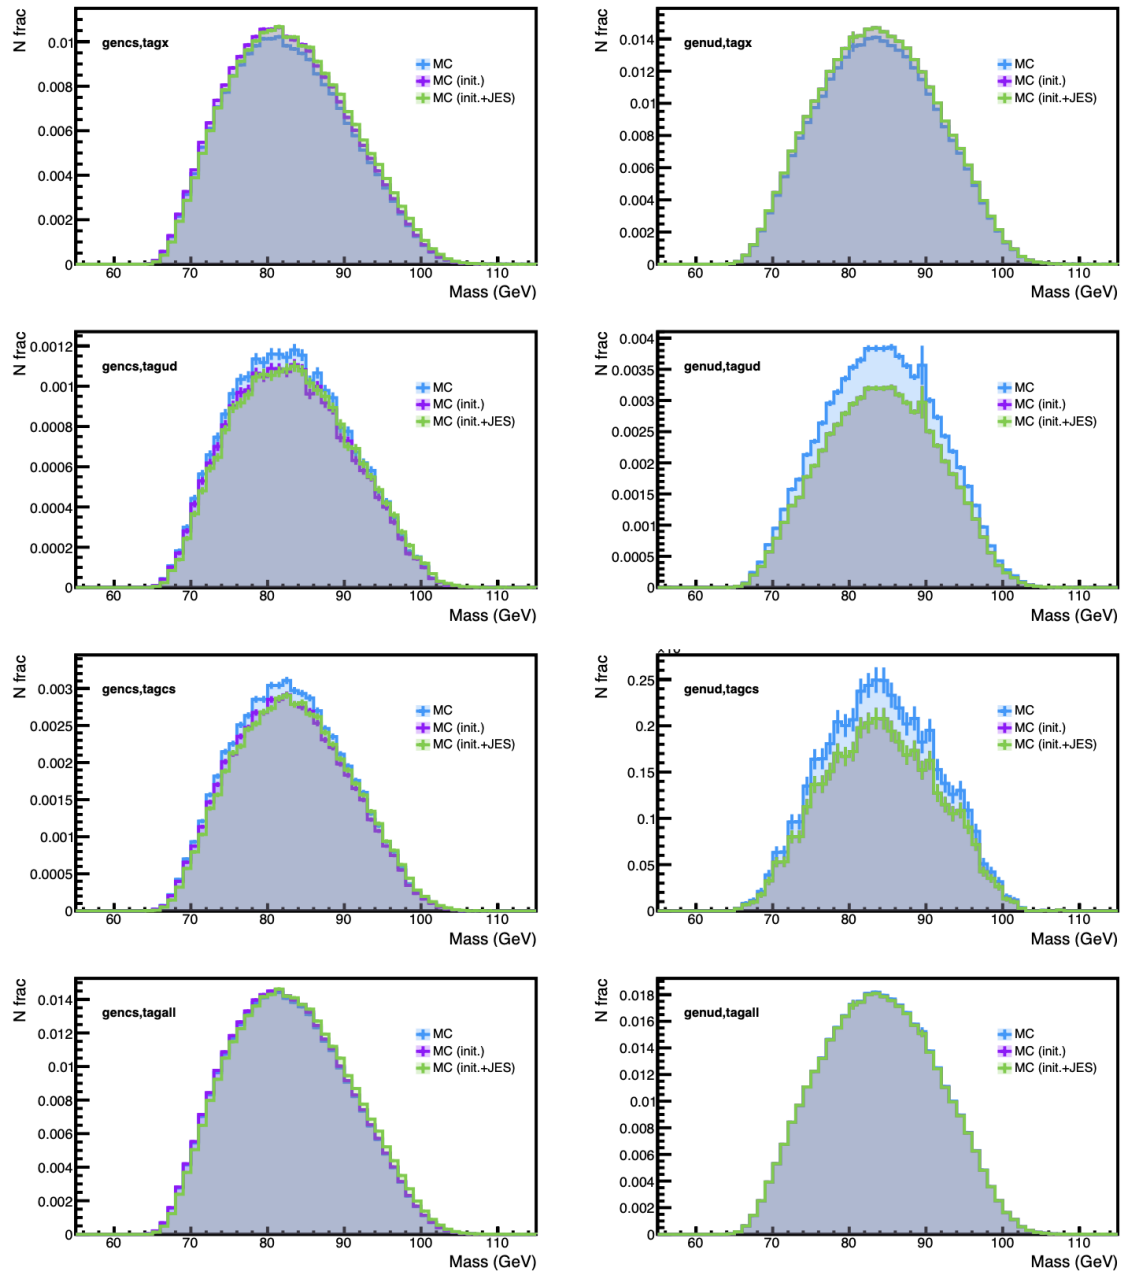 N frac
gencs,tagx
MC
MC (init.)
MC (init.+JES)
0.01
0.008
0.006
0.004
0.002
0
60 70 80 90 100 110
Mass (GeV)
N frac
genud,tagx
MC
MC (init.)
MC (init.+JES)
0.014
0.012
0.01
0.008
0.006
0.004
0.002
0
60 70 80 90 100 110
Mass (GeV)
N frac
gencs,tagud
MC
MC (init.)
MC (init.+JES)
0.0012
0.001
0.0008
0.0006
0.0004
0.0002
0
60 70 80 90 100 110
Mass (GeV)
N frac
genud,tagud
MC
MC (init.)
MC (init.+JES)
0.004
0.0035
0.003
0.0025
0.002
0.0015
0.001
0.0005
0
60 70 80 90 100 110
Mass (GeV)
N frac
gencs,tagcs
MC
MC (init.)
MC (init.+JES)
0.003
0.0025
0.002
0.0015
0.001
0.0005
0
60 70 80 90 100 110
Mass (GeV)
N frac
genud,tagcs
MC
MC (init.)
MC (init.+JES)
0.25
0.2
0.15
0.1
0.05
0
60 70 80 90 100 110
Mass (GeV)
N frac
gencs,tagall
MC
MC (init.)
MC (init.+JES)
0.014
0.012
0.01
0.008
0.006
0.004
0.002
0
60 70 80 90 100 110
Mass (GeV)
N frac
genud,tagall
MC
MC (init.)
MC (init.+JES)
0.018
0.016
0.014
0.012
0.01
0.008
0.006
0.004
0.002
0
60 70 80 90 100 110
Mass (GeV)